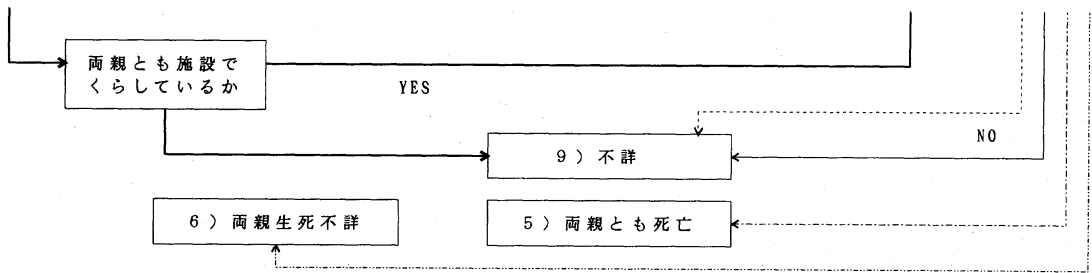 両親とも施設で
くらしているか
YES
NO
9）不詳
6）両親生死不詳
5）両親とも死亡